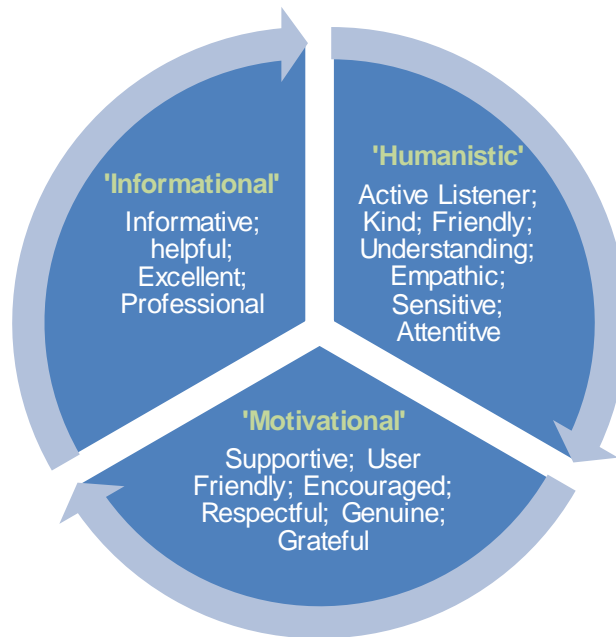 'Informational'
Informative;
helpful;
Excellent;
Professional
'Humanistic'
Active Listener;
Kind; Friendly;
Understanding;
Empathic;
Sensitive;
Attentitve
'Motivational'
Supportive; User
Friendly; Encouraged;
Respectful; Genuine;
Grateful